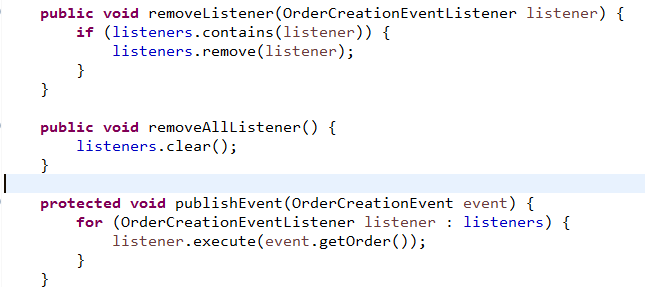 public void removeListener(OrderCreationEventListener listener) {
if (listeners.contains(listener)) {
listeners.remove(listener);
}
}
public void removeAllListener() {
listeners.clear();
}
protected void publishEvent(OrderCreationEvent event) {
for (OrderCreationEventListener listener : listeners) {
listener.execute(event.getOrder());
}
}